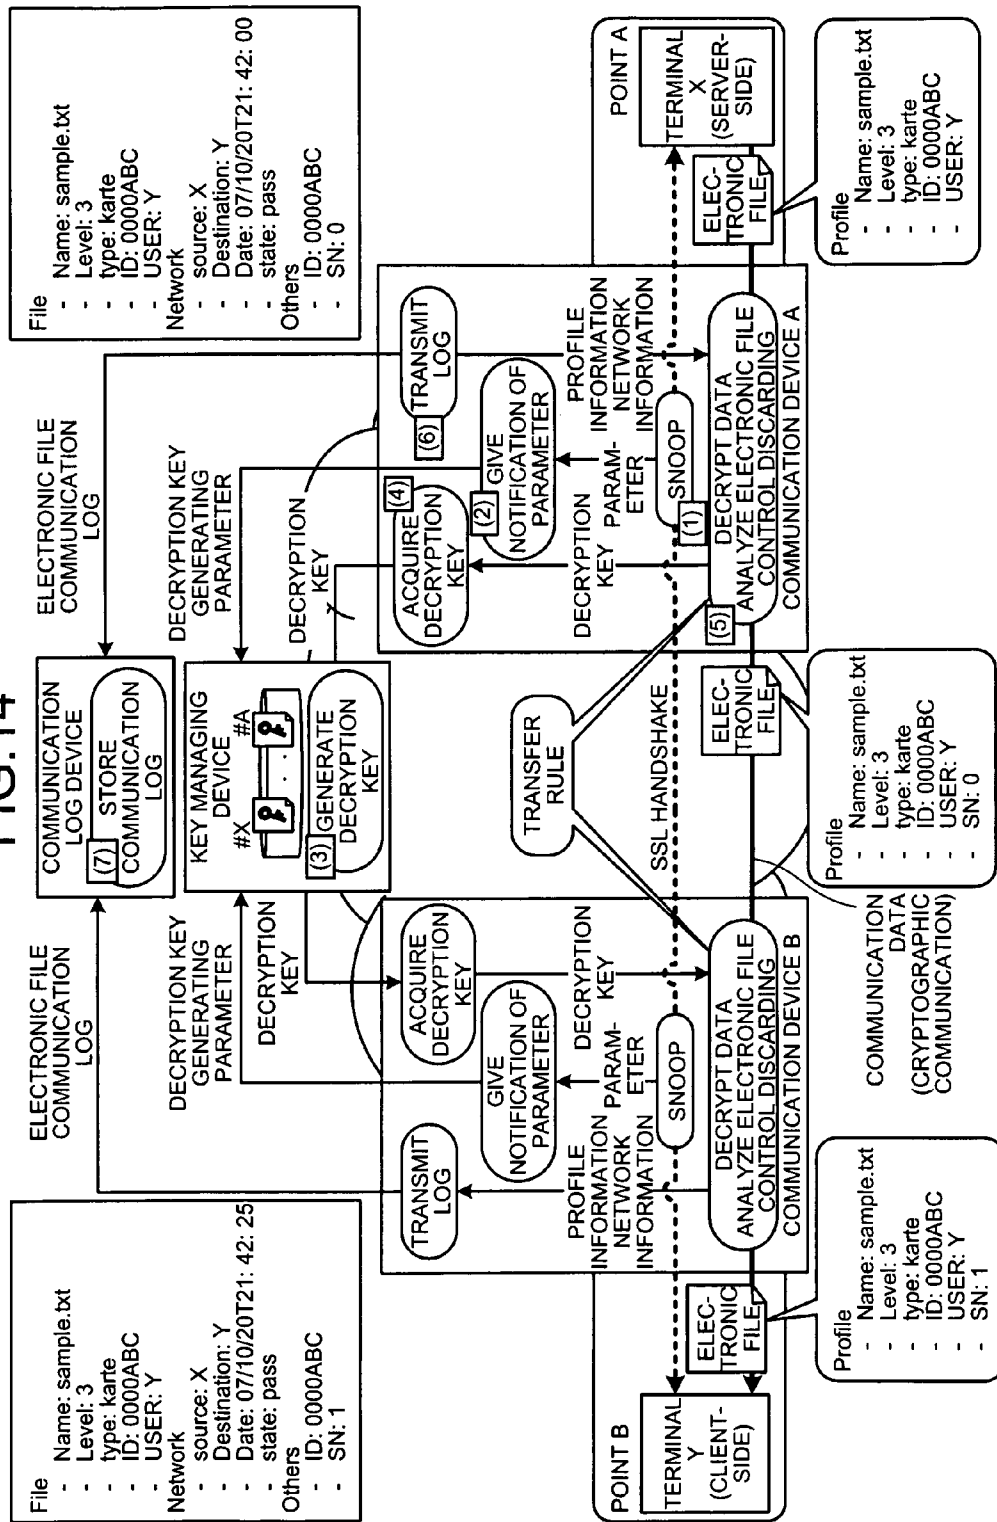 FIG.14
File
- Name: sample.txt
- Level: 3
- type: karte
- ID: 0000ABC
- USER: Y
Network
- source: X
- Destination: Y
- Date: 07/10/20T21: 42: 25
- state: pass
Others
- ID: 0000ABC
- SN: 1
ELECTRONIC FILE
COMMUNICATION
LOG
DECRYPTION KEY
GENERATING
PARAMETER
DECRYPTION
KEY
COMMUNICATION
LOG DEVICE
(7)
STORE
COMMUNICATION
LOG
KEY MANAGING
DEVICE
#X
. . .
#A
(3)
GENERATE
DECRYPTION
KEY
ELECTRONIC FILE
COMMUNICATION
LOG
DECRYPTION KEY
GENERATING
PARAMETER
DECRYPTION
KEY
File
- Name: sample.txt
- Level: 3
- type: karte
- ID: 0000ABC
- USER: Y
Network
- source: X
- Destination: Y
- Date: 07/10/20T21: 42: 00
- state: pass
Others
- ID: 0000ABC
- SN: 0
TRANSMIT
LOG
GIVE
NOTIFICATION OF
PARAMETER
ACQUIRE
DECRYPTION
KEY
PROFILE
INFORMATION
NETWORK
INFORMATION
PARAM-
ETER
DECRYPTION
KEY
SNOOP
DECRYPT DATA
ANALYZE ELECTRONIC FILE
CONTROL DISCARDING
COMMUNICATION DEVICE B
TRANSFER
RULE
SSL HANDSHAKE
ACQUIRE
DECRYPTION
KEY
(4)
(2)
GIVE
NOTIFICATION OF
PARAMETER
(6)
TRANSMIT
LOG
DECRYPTION
KEY
PARAM-
ETER
PROFILE
INFORMATION
NETWORK
INFORMATION
(1)
SNOOP
(5)
DECRYPT DATA
ANALYZE ELECTRONIC FILE
CONTROL DISCARDING
COMMUNICATION DEVICE A
POINT B
TERMINAL
Y
(CLIENT-
SIDE)
ELEC-
TRONIC
FILE
ELEC-
TRONIC
FILE
POINT A
TERMINAL
X
(SERVER-
SIDE)
ELEC-
TRONIC
FILE
Profile
- Name: sample.txt
- Level: 3
- type: karte
- ID: 0000ABC
- USER: Y
- SN: 1
COMMUNICATION
DATA
(CRYPTOGRAPHIC
COMMUNICATION)
Profile
- Name: sample.txt
- Level: 3
- type: karte
- ID: 0000ABC
- USER: Y
- SN: 0
Profile
- Name: sample.txt
- Level: 3
- type: karte
- ID: 0000ABC
- USER: Y